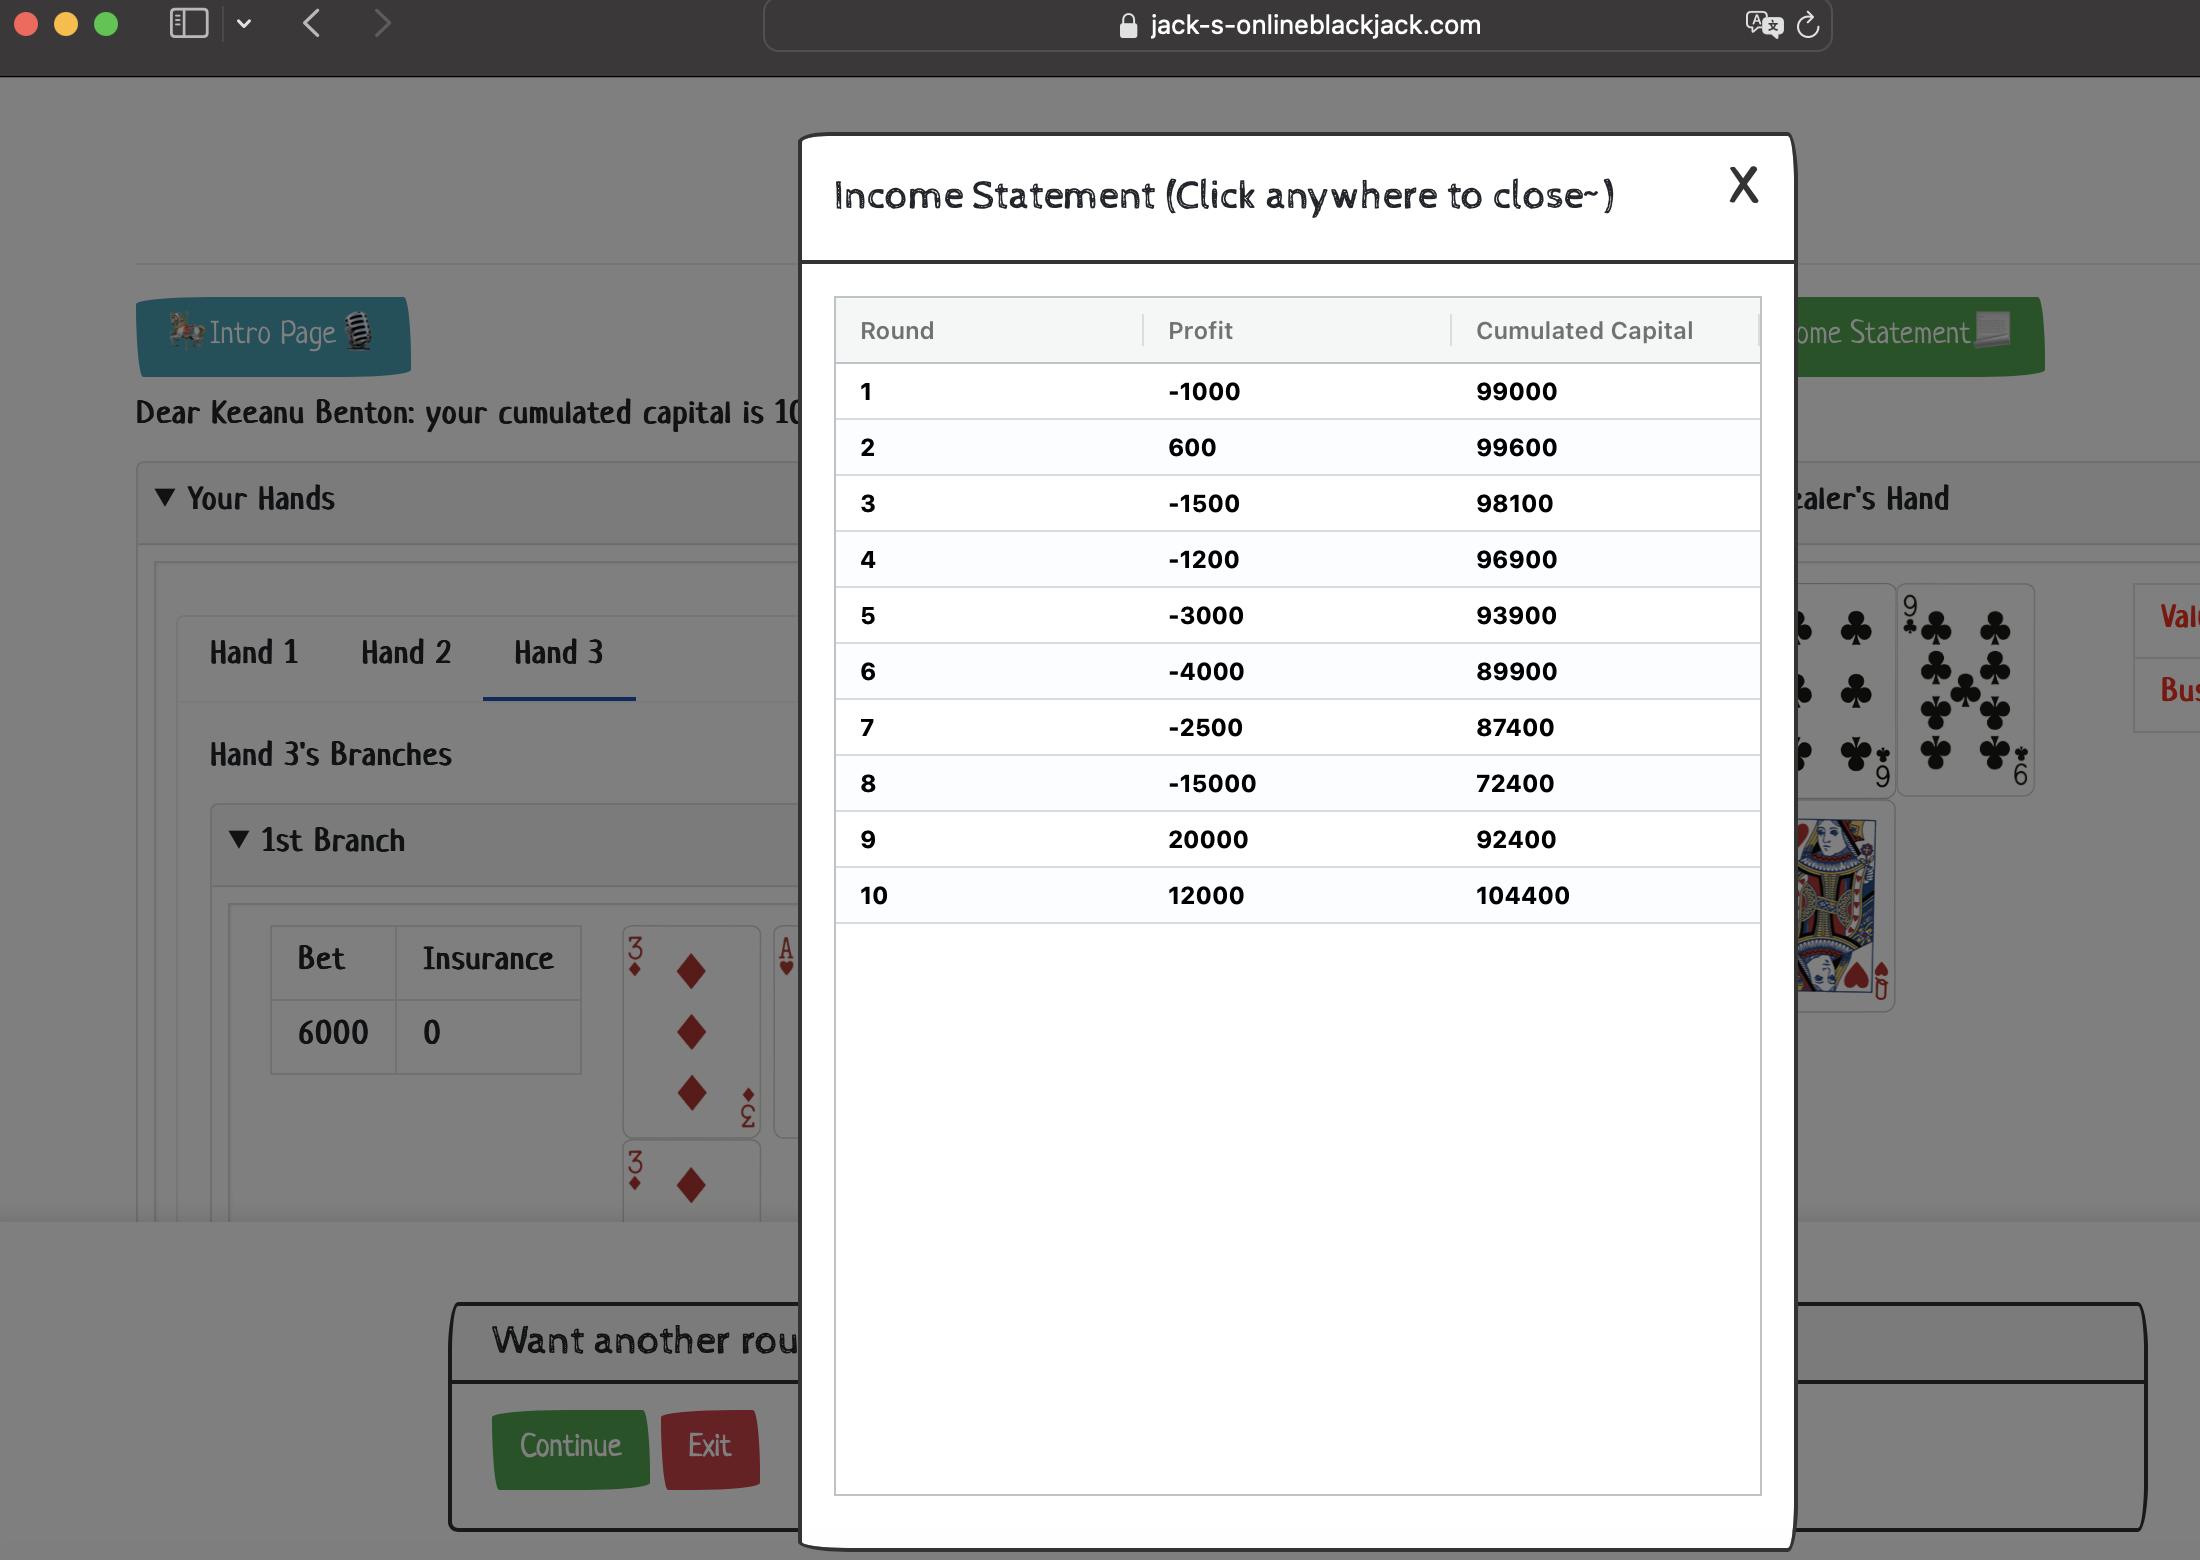 jack-s-onlineblackjack.com
Income Statement (Click anywhere to close~)
X
Intro Page
ome Statement
Dear Keeanu Benton: your cumulated capital is 10
Round Profit Cumulated Capital
1 -1000 99000
2 600 99600
3 -1500 98100
4 -1200 96900
5 -3000 93900
6 -4000 89900
7 -2500 87400
8 -15000 72400
9 20000 92400
10 12000 104400
Your Hands
Hand 1 Hand 2 Hand 3
Hand 3's Branches
1st Branch
Bet Insurance
6000 0
3
3
A
3
ealer's Hand
9
9
9
Q
Val
Bus
Want another rou
Continue Exit